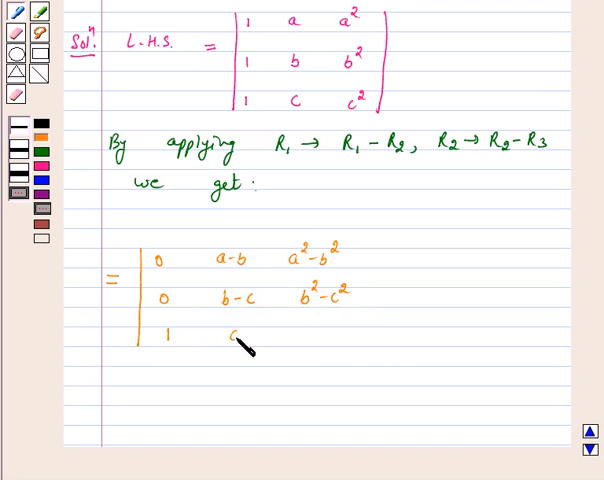 Solⁿ. L.H.S. = | 1 a a² |
| 1 b b² |
| 1 c c² |
By applying R₁ → R₁ - R₂, R₂ → R₂ - R₃
we get :
= | 0 a-b a²-b²
| 0 b-c b²-c²
| 1 c